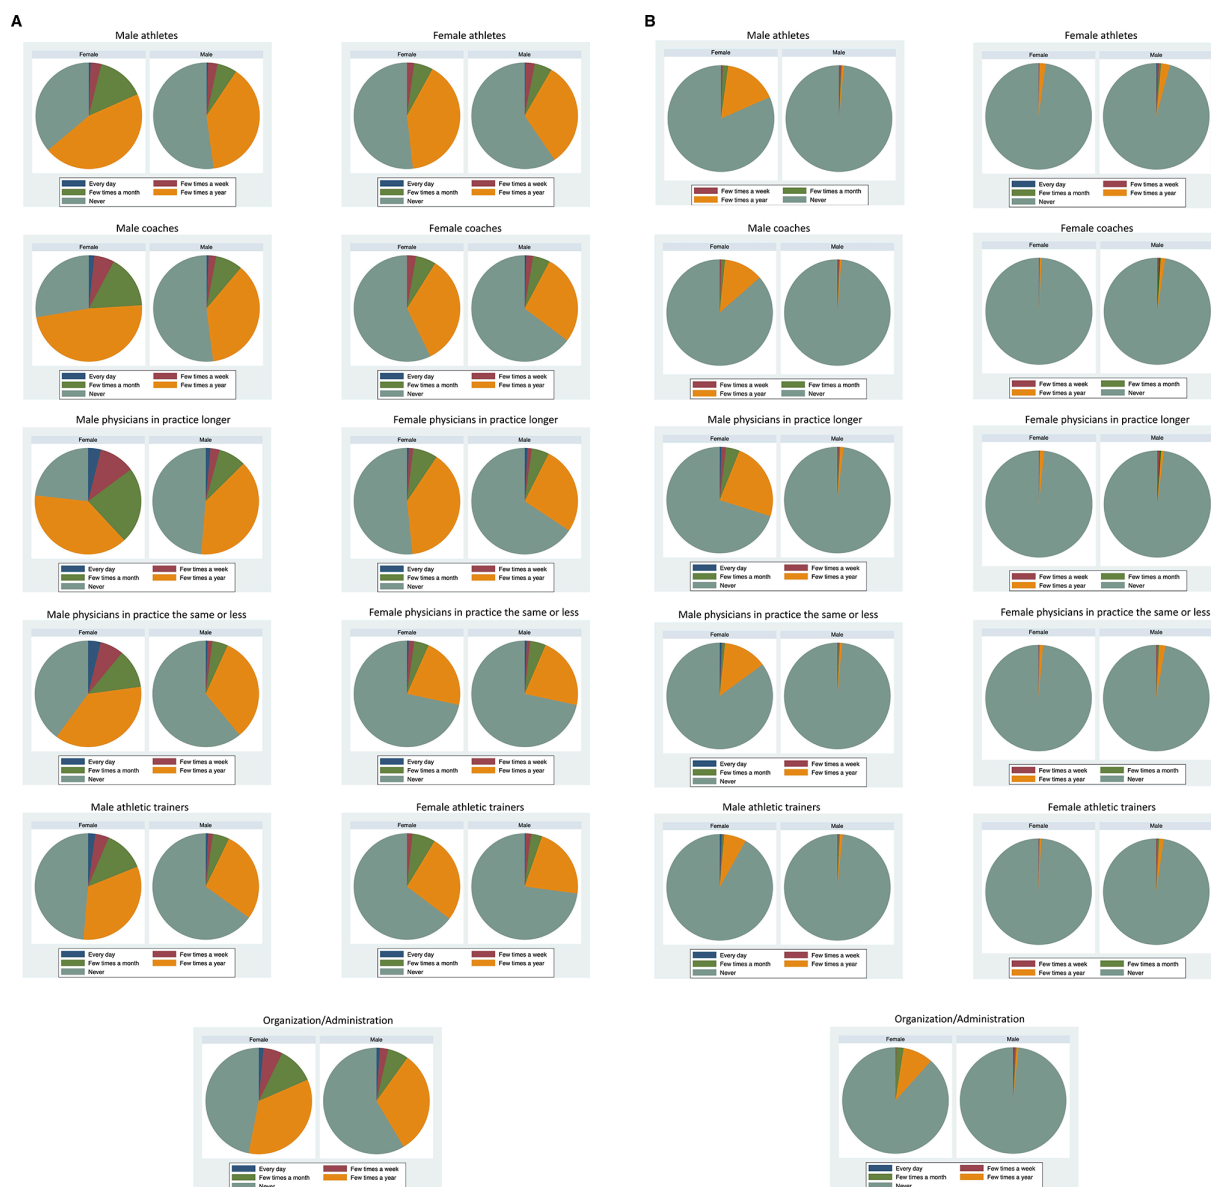 A
Male athletes
Female Male
Every day Few times a week
Few times a month Few times a year
Never
Female athletes
Female Male
Every day Few times a week
Few times a month Few times a year
Never
Male coaches
Female Male
Every day Few times a week
Few times a month Few times a year
Never
Female coaches
Female Male
Every day Few times a week
Few times a month Few times a year
Never
Male physicians in practice longer
Female Male
Every day Few times a week
Few times a month Few times a year
Never
Female physicians in practice longer
Female Male
Every day Few times a week
Few times a month Few times a year
Never
Male physicians in practice the same or less
Female Male
Every day Few times a week
Few times a month Few times a year
Never
Female physicians in practice the same or less
Female Male
Every day Few times a week
Few times a month Few times a year
Never
Male athletic trainers
Female Male
Every day Few times a week
Few times a month Few times a year
Never
Female athletic trainers
Female Male
Every day Few times a week
Few times a month Few times a year
Never
Organization/Administration
Female Male
Every day Few times a week
Few times a month Few times a year
Never
B
Male athletes
Female Male
Few times a week Few times a month
Few times a year Never
Female athletes
Female Male
Every day Few times a week
Few times a month Few times a year
Never
Male coaches
Female Male
Few times a week Few times a month
Few times a year Never
Female coaches
Female Male
Few times a week Few times a month
Few times a year Never
Male physicians in practice longer
Female Male
Every day Few times a week
Few times a month Few times a year
Never
Female physicians in practice longer
Female Male
Few times a week Few times a month
Few times a year Never
Male physicians in practice the same or less
Female Male
Every day Few times a week
Few times a month Few times a year
Never
Female physicians in practice the same or less
Female Male
Few times a week Few times a month
Few times a year Never
Male athletic trainers
Female Male
Every day Few times a week
Few times a month Few times a year
Never
Female athletic trainers
Female Male
Few times a week Few times a month
Few times a year Never
Organization/Administration
Female Male
Every day Few times a week
Few times a month Few times a year
Never